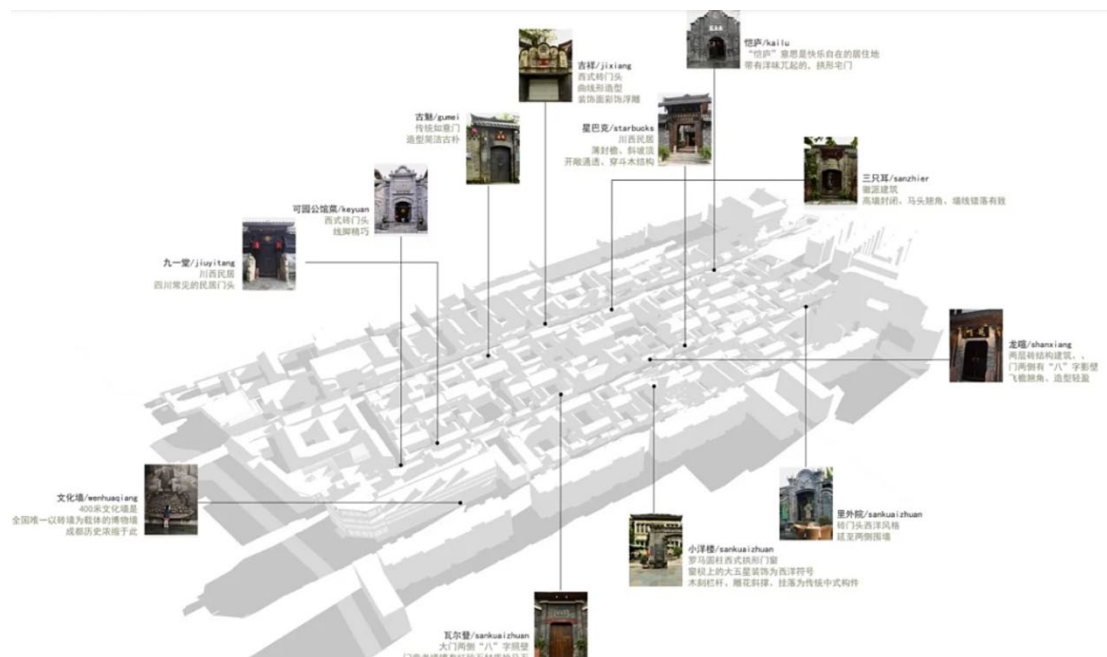 恺庐/kailu
“恺庐”意思是快乐自在的居住地
带有洋味兀起的、拱形宅门
吉祥/jixiang
西式砖门头
曲线形造型
装饰面彩饰浮雕
古魅/gumei
传统如意门
造型简洁古朴
星巴克/starbucks
川西民居
薄封檐、斜坡顶
开敞通透、穿斗木结构
三只耳/sanzhier
徽派建筑
高墙封闭、马头翘角、墙线错落有致
可园公馆菜/keyuan
西式砖门头
线脚精巧
九一堂/jiuyitang
川西民居
四川常见的民居门头
龙堂/shanxiang
两层砖结构建筑、、
门两侧有“八”字影壁
飞檐翘角、造型轻盈
文化墙/wenhuaqiang
400米文化墙是
全国唯一以砖墙为载体的博物墙
成都历史浓缩于此
里外院/sankuaizhuan
砖门头西洋风格
延至两侧围墙
小洋楼/sankuaizhuan
罗马圆柱西式拱形门窗
窗棂上的大五星装饰为西洋符号
木刻栏杆、雕花斜撑、挂落为传统中式构件
瓦尔登/sankuaizhuan
大门两侧“八”字照壁